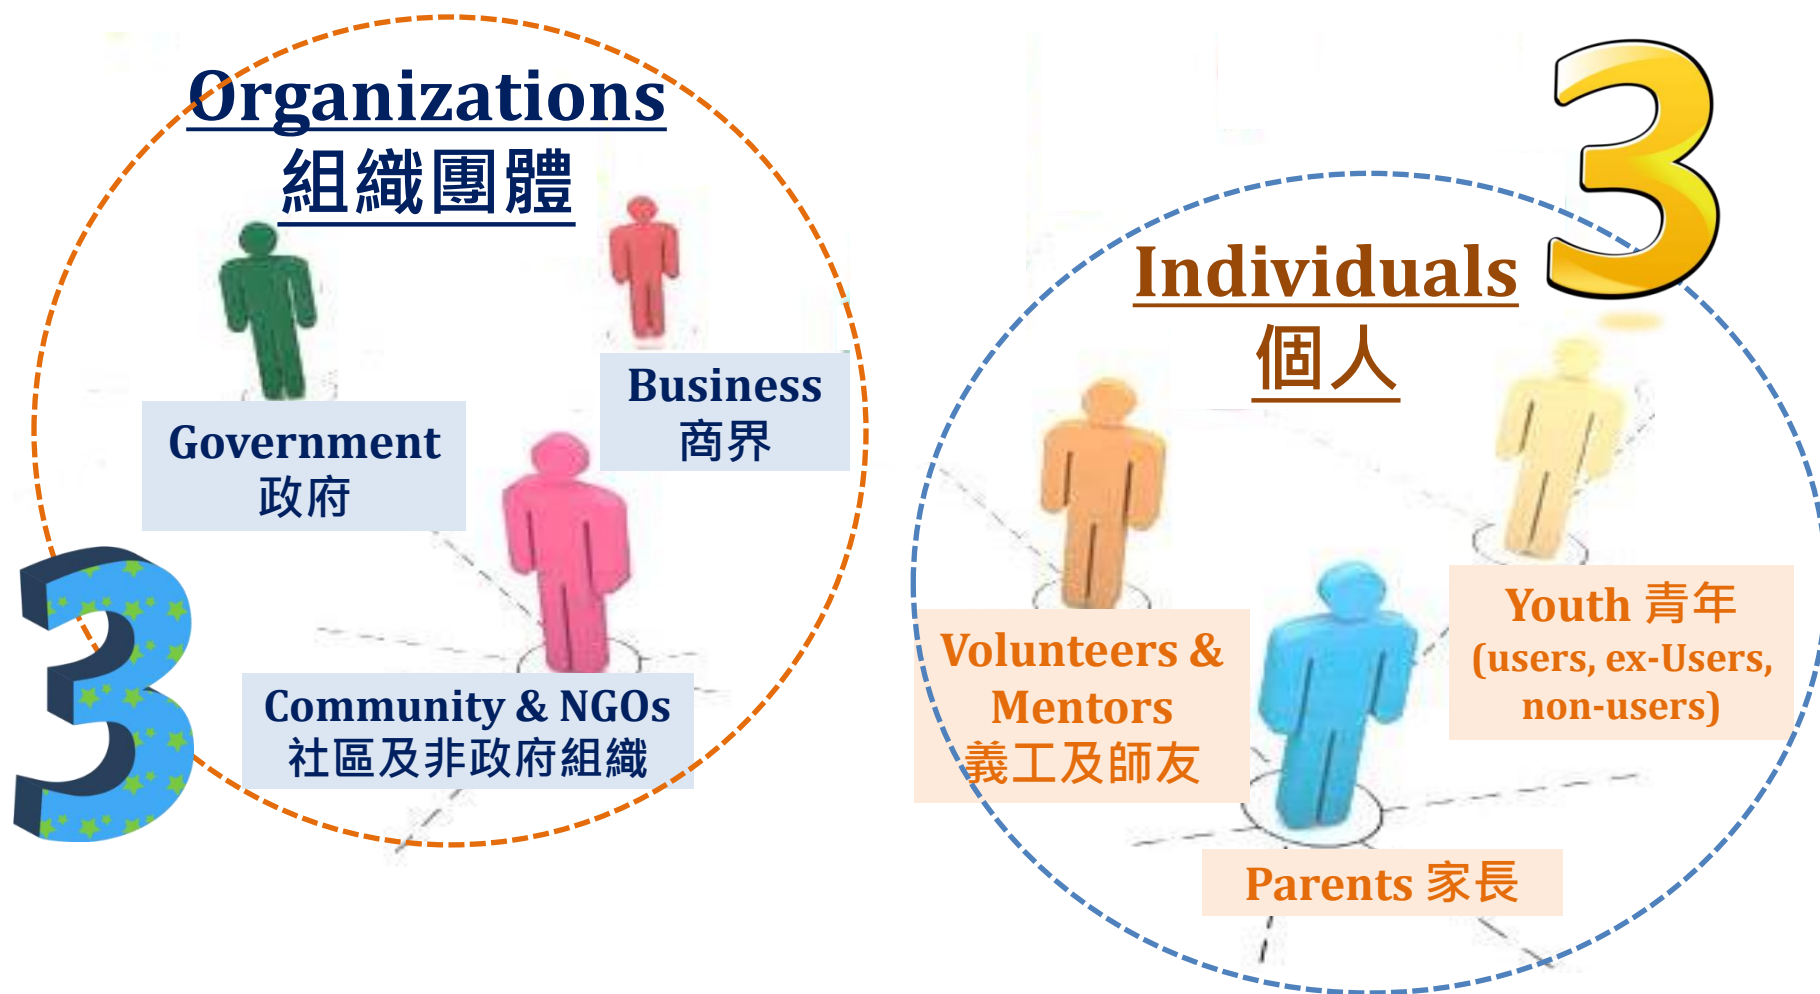 Organizations
組織團體
Government
政府
Business
商界
Community & NGOs
社區及非政府組織
3
3
Individuals
個人
Volunteers &
Mentors
義工及師友
Youth 青年
(users, ex-Users,
non-users)
Parents 家長